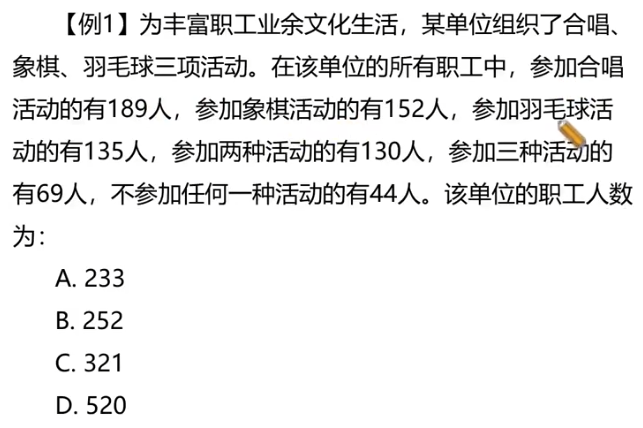 【例1】为丰富职工业余文化生活，某单位组织了合唱、
象棋、羽毛球三项活动。在该单位的所有职工中，参加合唱
活动的有189人，参加象棋活动的有152人，参加羽毛球活
动的有135人，参加两种活动的有130人，参加三种活动的
有69人，不参加任何一种活动的有44人。该单位的职工人数
为：
A. 233
B. 252
C. 321
D. 520